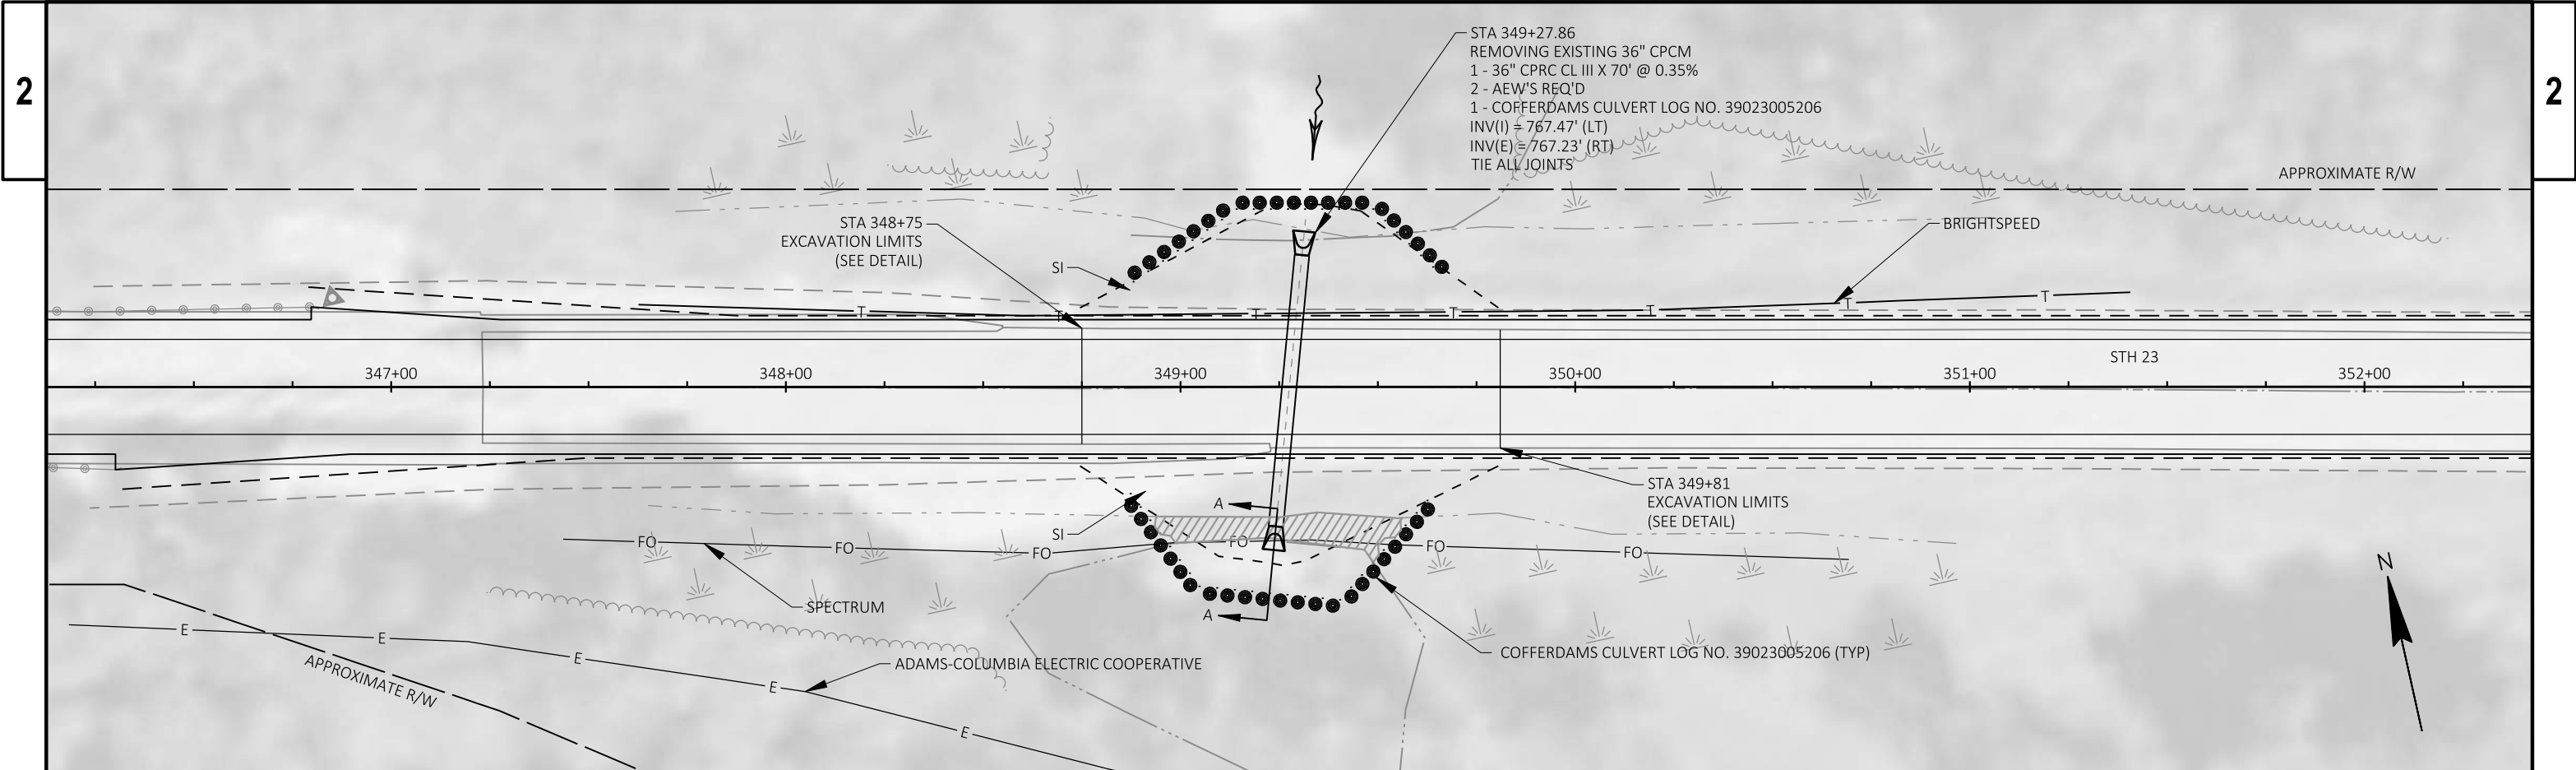 2
2
STA 349+27.86
REMOVING EXISTING 36" CPCM
1 - 36" CPRC CL III X 70' @ 0.35%
2 - AEW'S REQ'D
1 - COFFERDAMS CULVERT LOG NO. 39023005206
INV(I) = 767.47' (LT)
INV(E) = 767.23' (RT)
TIE ALL JOINTS
APPROXIMATE R/W
STA 348+75
EXCAVATION LIMITS
(SEE DETAIL)
BRIGHTSPEED
SI
T T T T T T T
STH 23
347+00 348+00 349+00 350+00 351+00 352+00
STA 349+81
EXCAVATION LIMITS
(SEE DETAIL)
A
SI
FO FO FO FO FO FO
N
SPECTRUM
A
E E E E E
APPROXIMATE R/W
ADAMS-COLUMBIA ELECTRIC COOPERATIVE
COFFERDAMS CULVERT LOG NO. 39023005206 (TYP)